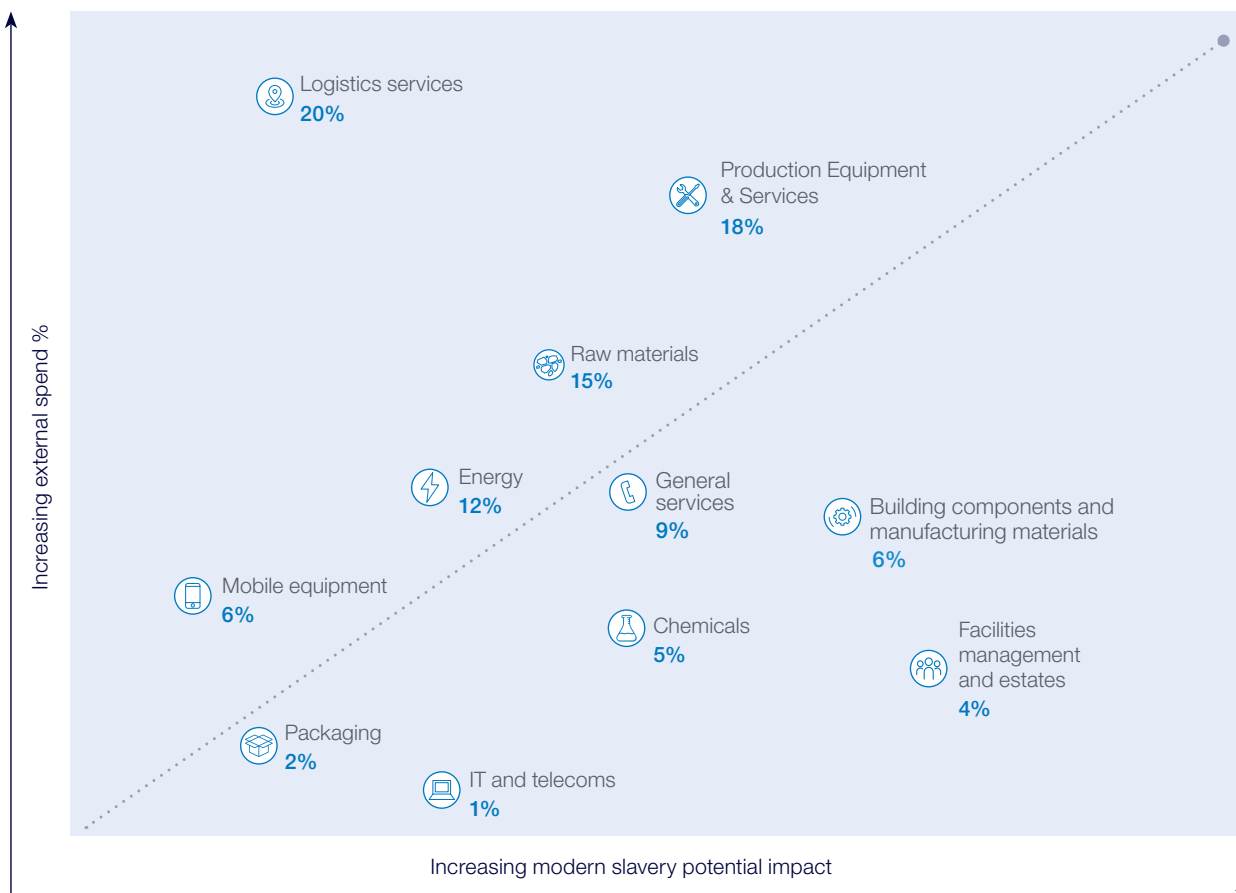 Logistics services
20%
Production Equipment
& Services
18%
Raw materials
15%
Energy
12%
General
services
9%
Building components and
manufacturing materials
6%
Mobile equipment
6%
Chemicals
5%
Facilities
management
and estates
4%
Packaging
2%
IT and telecoms
1%
Increasing external spend %
Increasing modern slavery potential impact